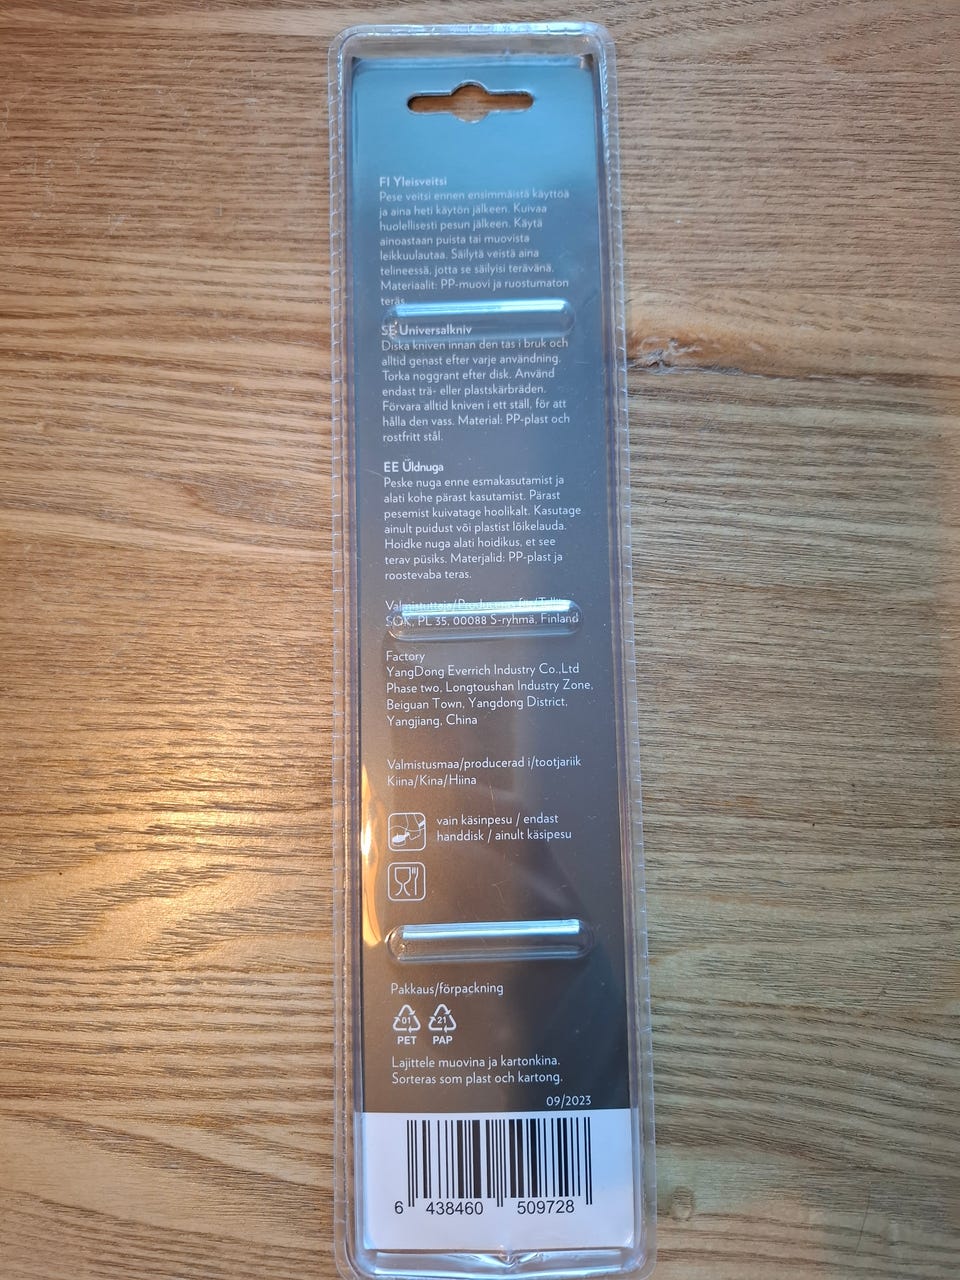 FI Yleisveitsi
Pese veitsi ennen ensimmäistä käyttöä
ja aina heti käytön jälkeen. Kuivaa
huolellisesti pesun jälkeen. Käytä
ainoastaan puista tai muovista
leikkuulautaa. Säilytä veistä aina
telineessä, jotta se säilyisi terävänä.
Materiaalit: PP-muovi ja ruostumaton
teräs.
SE Universalkniv
Diska kniven innan den tas i bruk och
alltid genast efter varje användning.
Torka noggrant efter disk. Använd
endast trä- eller plastskärbräden.
Förvara alltid kniven i ett ställ, för att
hålla den vass. Material: PP-plast och
rostfritt stål.
EE Üldnuga
Peske nuga enne esmakasutamist ja
alati kohe pärast kasutamist. Pärast
pesemist kuivatage hoolikalt. Kasutage
ainult puidust või plastist lõikelauda.
Hoidke nuga alati hoidikus, et see
terav püsiks. Materjalid: PP-plast ja
roostevaba teras.
Valmistuttaja/Produceras för/Tellija
SOK, PL 35, 00088 S-ryhmä, Finland
Factory
YangDong Everrich Industry Co.,Ltd
Phase two, Longtoushan Industry Zone,
Beiguan Town, Yangdong District,
Yangjiang, China
Valmistusmaa/producerad i/tootjariik
Kiina/Kina/Hiina
vain käsinpesu / endast
handdisk / ainult käsipesu
Pakkaus/förpackning
01 21
PET PAP
Lajittele muovina ja kartonkina.
Sorteras som plast och kartong.
09/2023
6 438460 509728